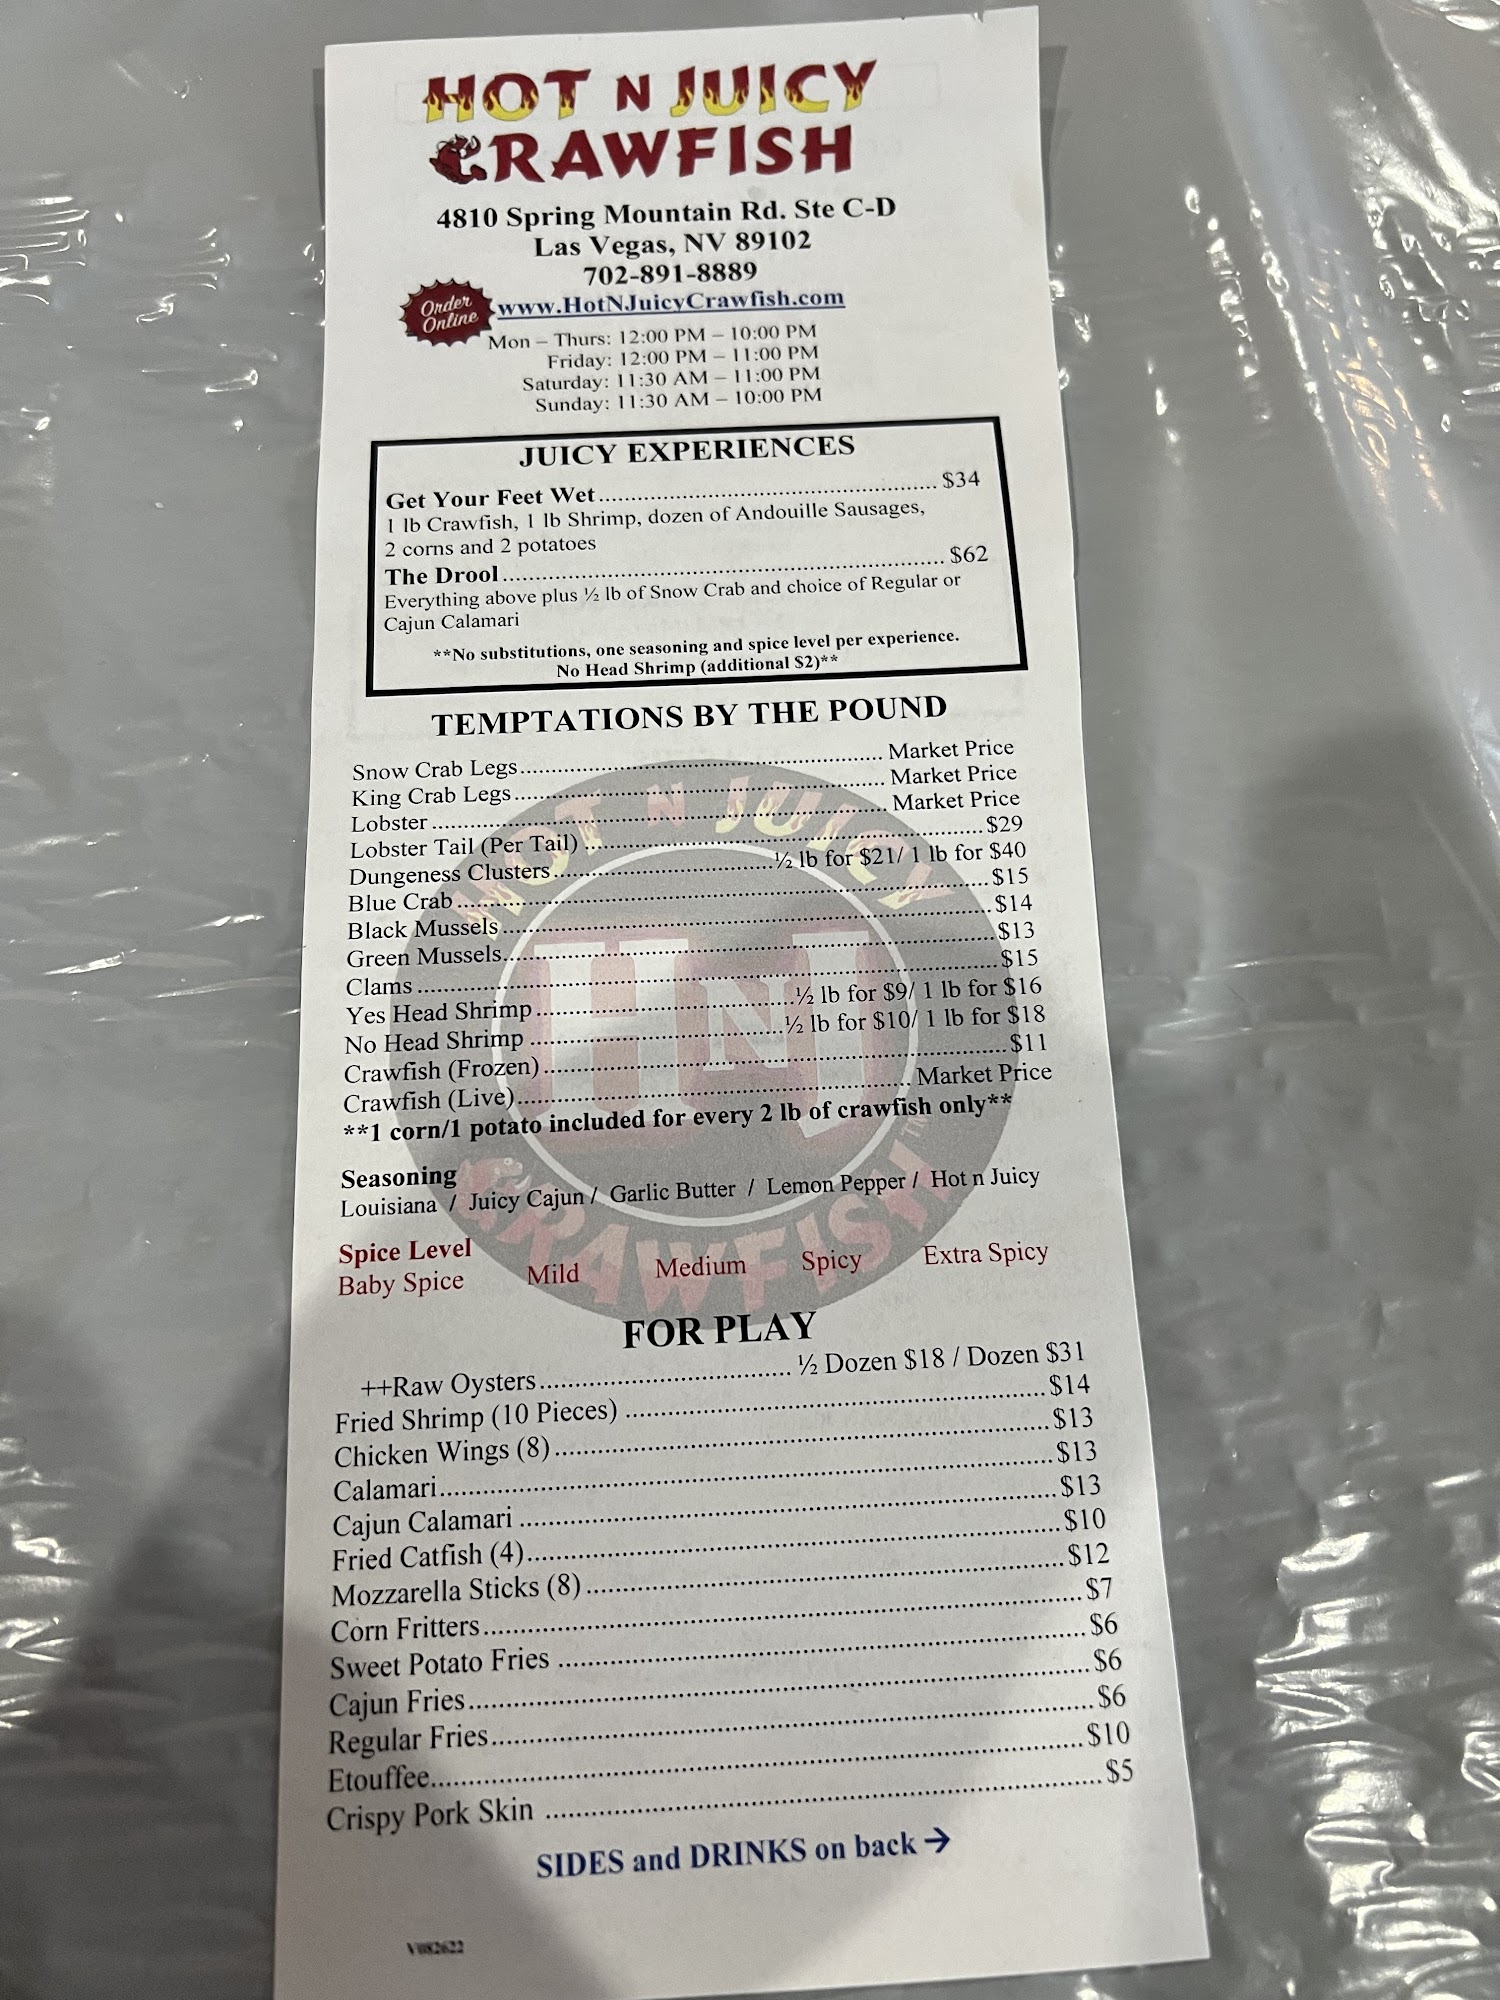 HOT N JUICY
CRAWFISH
4810 Spring Mountain Rd. Ste C-D
Las Vegas, NV 89102
702-891-8889
Order
Online
www.HotNJuicyCrawfish.com
Mon – Thurs: 12:00 PM – 10:00 PM
Friday: 12:00 PM – 11:00 PM
Saturday: 11:30 AM – 11:00 PM
Sunday: 11:30 AM – 10:00 PM
JUICY EXPERIENCES
Get Your Feet Wet $34
1 lb Crawfish, 1 lb Shrimp, dozen of Andouille Sausages,
2 corns and 2 potatoes
The Drool $62
Everything above plus ½ lb of Snow Crab and choice of Regular or
Cajun Calamari
**No substitutions, one seasoning and spice level per experience.
No Head Shrimp (additional $2)**
TEMPTATIONS BY THE POUND
Snow Crab Legs Market Price
King Crab Legs Market Price
Lobster Market Price
Lobster Tail (Per Tail) $29
Dungeness Clusters ½ lb for $21/ 1 lb for $40
Blue Crab $15
Black Mussels $14
Green Mussels $13
Clams $15
Yes Head Shrimp ½ lb for $9/ 1 lb for $16
No Head Shrimp ½ lb for $10/ 1 lb for $18
Crawfish (Frozen) $11
Crawfish (Live) Market Price
**1 corn/1 potato included for every 2 lb of crawfish only**
HOT N JUICY
HNJ
CRAWFISH TM
Seasoning
Louisiana / Juicy Cajun / Garlic Butter / Lemon Pepper / Hot n Juicy
Spice Level
Baby Spice Mild Medium Spicy Extra Spicy
FOR PLAY
++Raw Oysters ½ Dozen $18 / Dozen $31
Fried Shrimp (10 Pieces) $14
Chicken Wings (8) $13
Calamari $13
Cajun Calamari $13
Fried Catfish (4) $10
Mozzarella Sticks (8) $12
Corn Fritters $7
Sweet Potato Fries $6
Cajun Fries $6
Regular Fries $6
Etouffee $10
Crispy Pork Skin $5
SIDES and DRINKS on back →
V082622